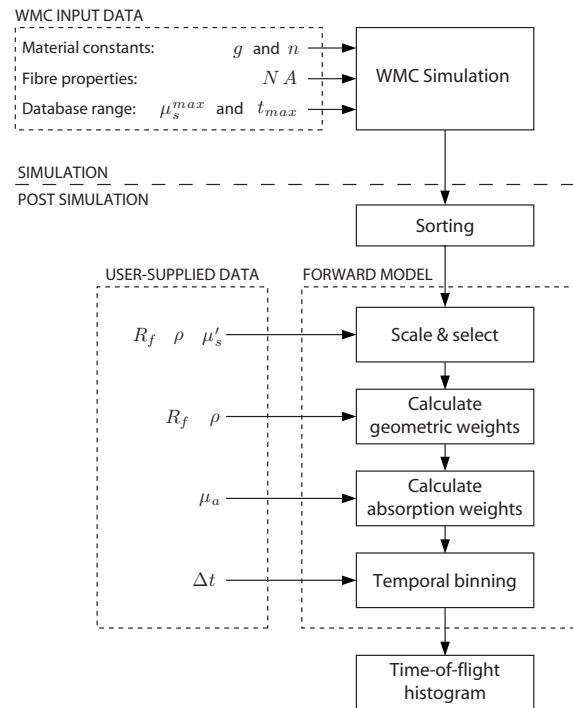 WMC INPUT DATA
Material constants: g and n
Fibre properties: N A
Database range: μ_s^{max} and t_{max}
WMC Simulation
SIMULATION
POST SIMULATION
Sorting
USER-SUPPLIED DATA
FORWARD MODEL
R_f ρ μ′_s
Scale & select
R_f ρ
Calculate
geometric weights
μ_a
Calculate
absorption weights
Δt
Temporal binning
Time-of-flight
histogram